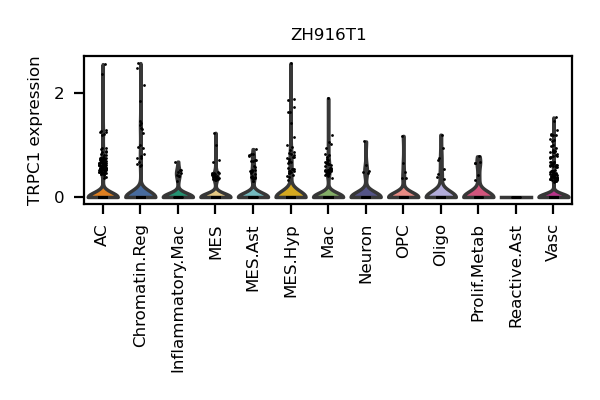 ZH916T1
TRPC1 expression
2
0
AC
Chromatin.Reg
Inflammatory.Mac
MES
MES.Ast
MES.Hyp
Mac
Neuron
OPC
Oligo
Prolif.Metab
Reactive.Ast
Vasc